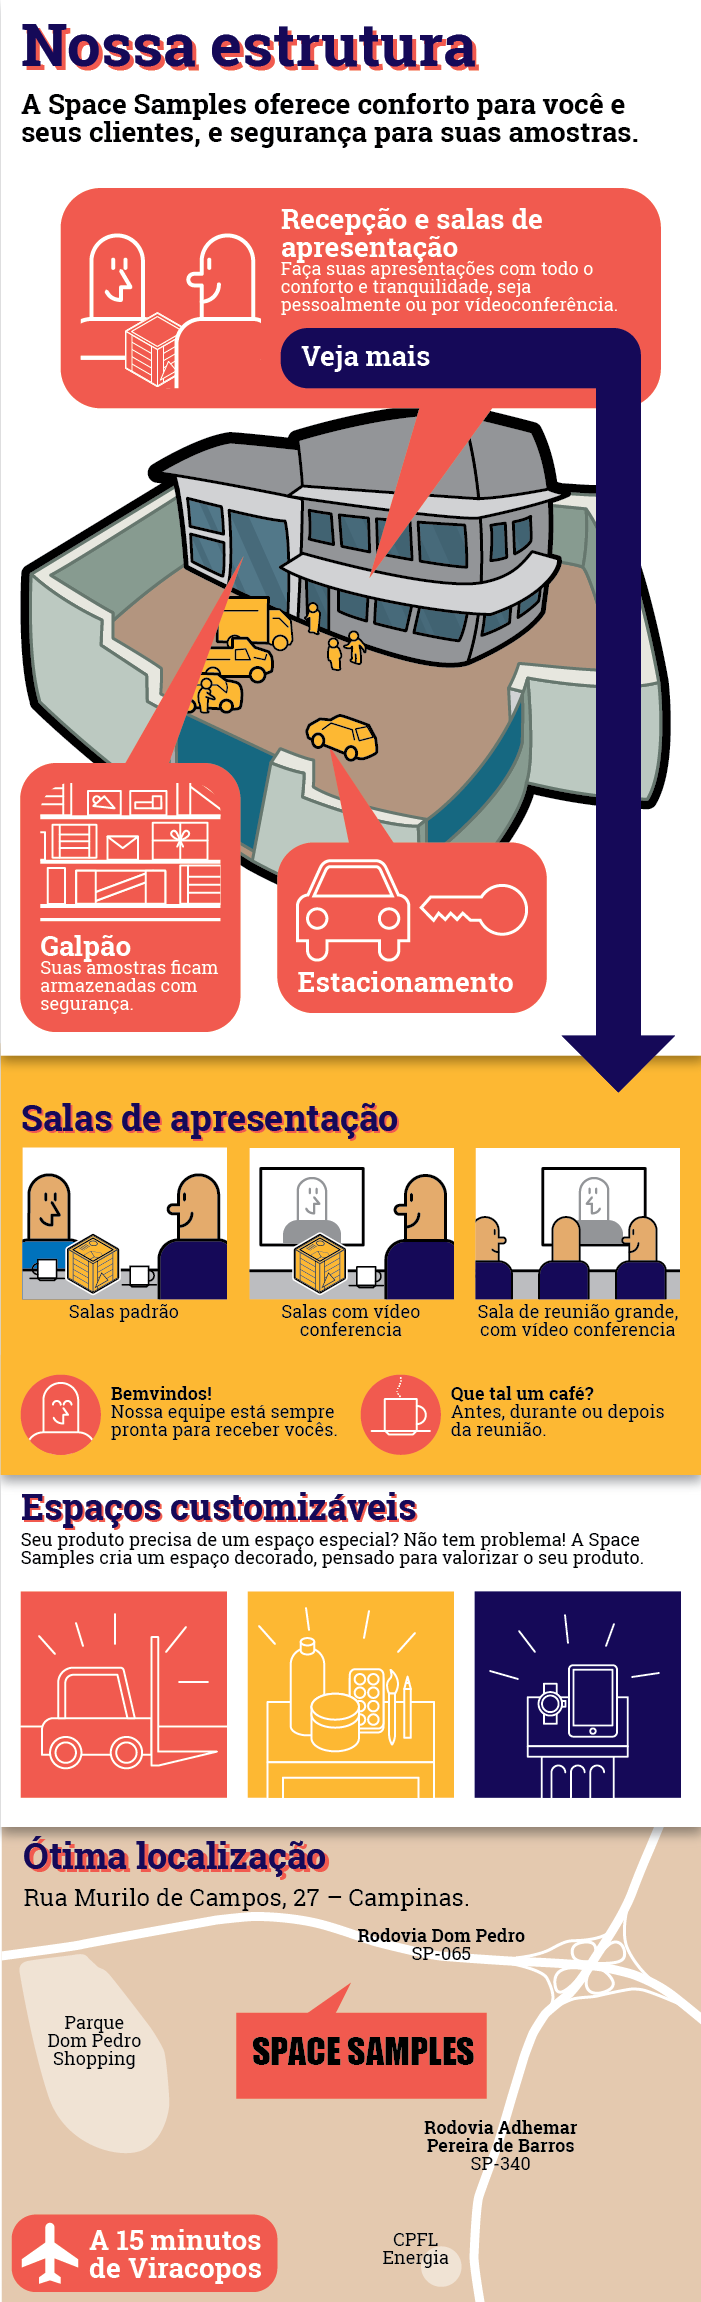 Nossa estrutura
A Space Samples oferece conforto para você e
seus clientes, e segurança para suas amostras.
Recepção e salas de
apresentação
Faça suas apresentações com todo o
conforto e tranquilidade, seja
pessoalmente ou por vídeoconferência.
Veja mais
Galpão
Suas amostras ficam
armazenadas com
segurança.
Estacionamento
Salas de apresentação
Salas padrão
Salas com vídeo
conferencia
Sala de reunião grande,
com vídeo conferencia
Bemvindos!
Nossa equipe está sempre
pronta para receber vocês.
Que tal um café?
Antes, durante ou depois
da reunião.
Espaços customizáveis
Seu produto precisa de um espaço especial? Não tem problema! A Space
Samples cria um espaço decorado, pensado para valorizar o seu produto.
Ótima localização
Rua Murilo de Campos, 27 – Campinas.
Rodovia Dom Pedro
SP-065
Parque
Dom Pedro
Shopping
SPACE SAMPLES
Rodovia Adhemar
Pereira de Barros
SP-340
A 15 minutos
de Viracopos
CPFL
Energia